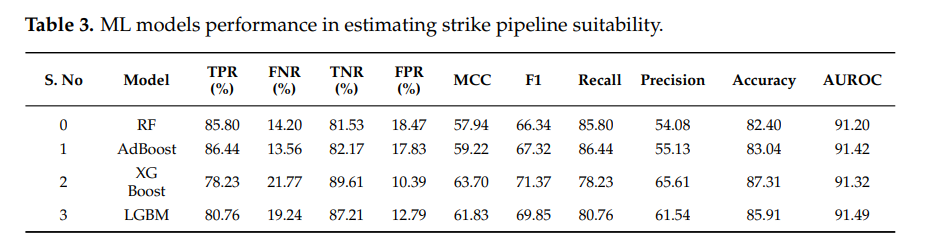 Table 3. ML models performance in estimating strike pipeline suitability.
S. No Model TPR (%) FNR (%) TNR (%) FPR (%) MCC F1 Recall Precision Accuracy AUROC
0 RF 85.80 14.20 81.53 18.47 57.94 66.34 85.80 54.08 82.40 91.20
1 AdBoost 86.44 13.56 82.17 17.83 59.22 67.32 86.44 55.13 83.04 91.42
2 XG Boost 78.23 21.77 89.61 10.39 63.70 71.37 78.23 65.61 87.31 91.32
3 LGBM 80.76 19.24 87.21 12.79 61.83 69.85 80.76 61.54 85.91 91.49